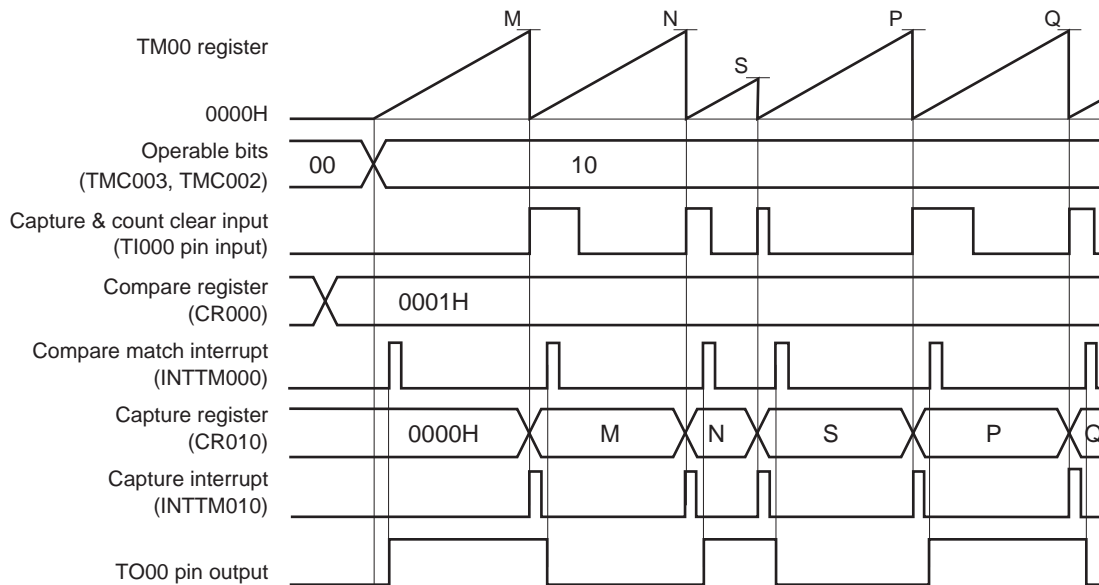 M N P Q
S
TM00 register
0000H
Operable bits
(TMC003, TMC002)
00 10
Capture & count clear input
(TI000 pin input)
Compare register
(CR000)
0001H
Compare match interrupt
(INTTM000)
Capture register
(CR010)
0000H M N S P Q
Capture interrupt
(INTTM010)
TO00 pin output